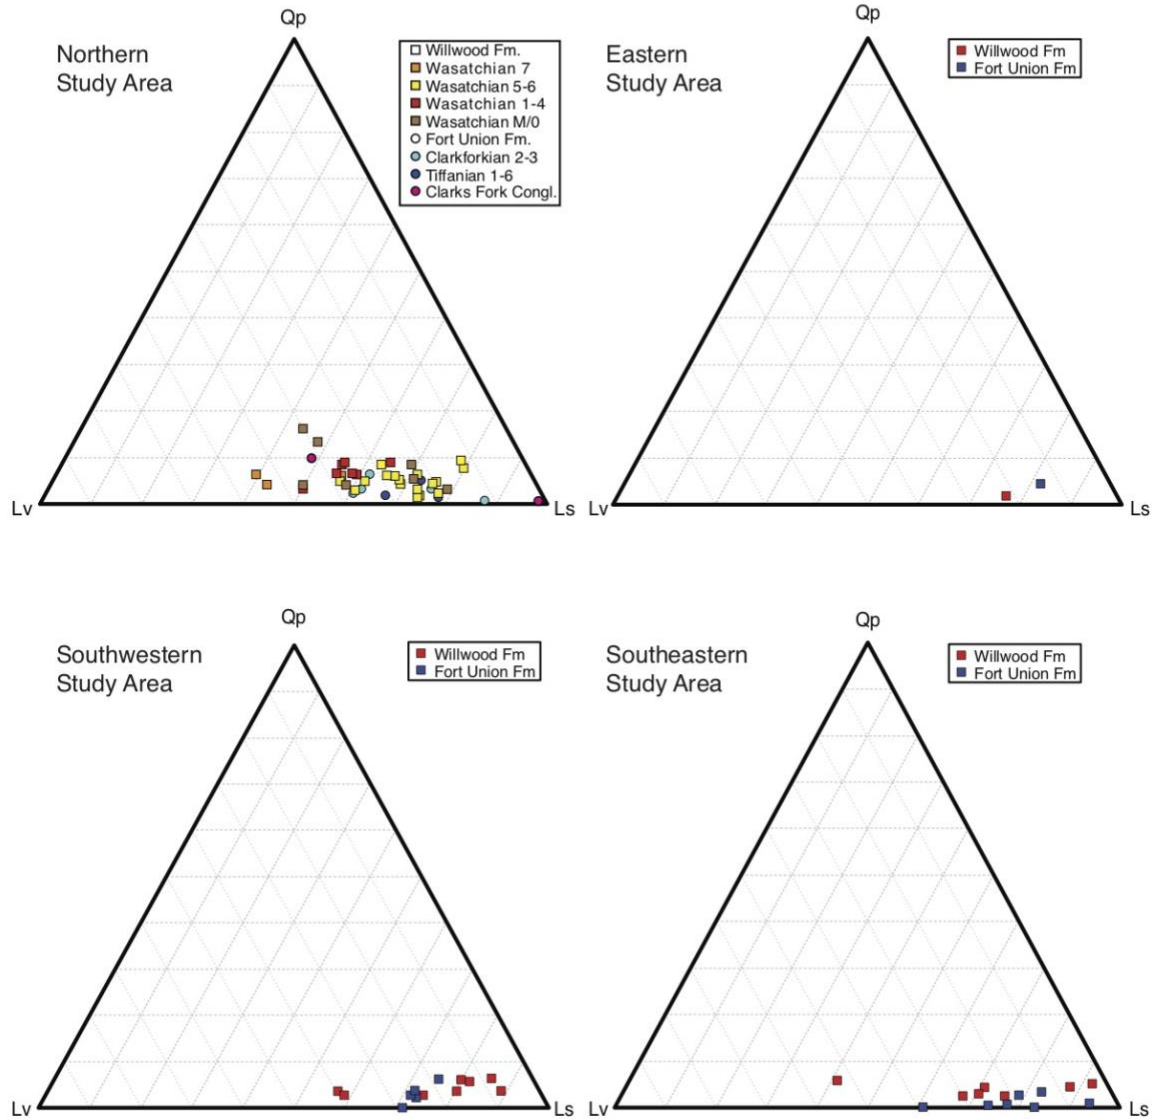 Qp
Northern
Study Area
Willwood Fm.
Wasatchian 7
Wasatchian 5-6
Wasatchian 1-4
Wasatchian M/0
Fort Union Fm.
Clarkforkian 2-3
Tiffanian 1-6
Clarks Fork Congl.
Lv
Ls
Qp
Eastern
Study Area
Willwood Fm
Fort Union Fm
Lv
Ls
Qp
Southwestern
Study Area
Willwood Fm
Fort Union Fm
Lv
Ls
Qp
Southeastern
Study Area
Willwood Fm
Fort Union Fm
Lv
Ls